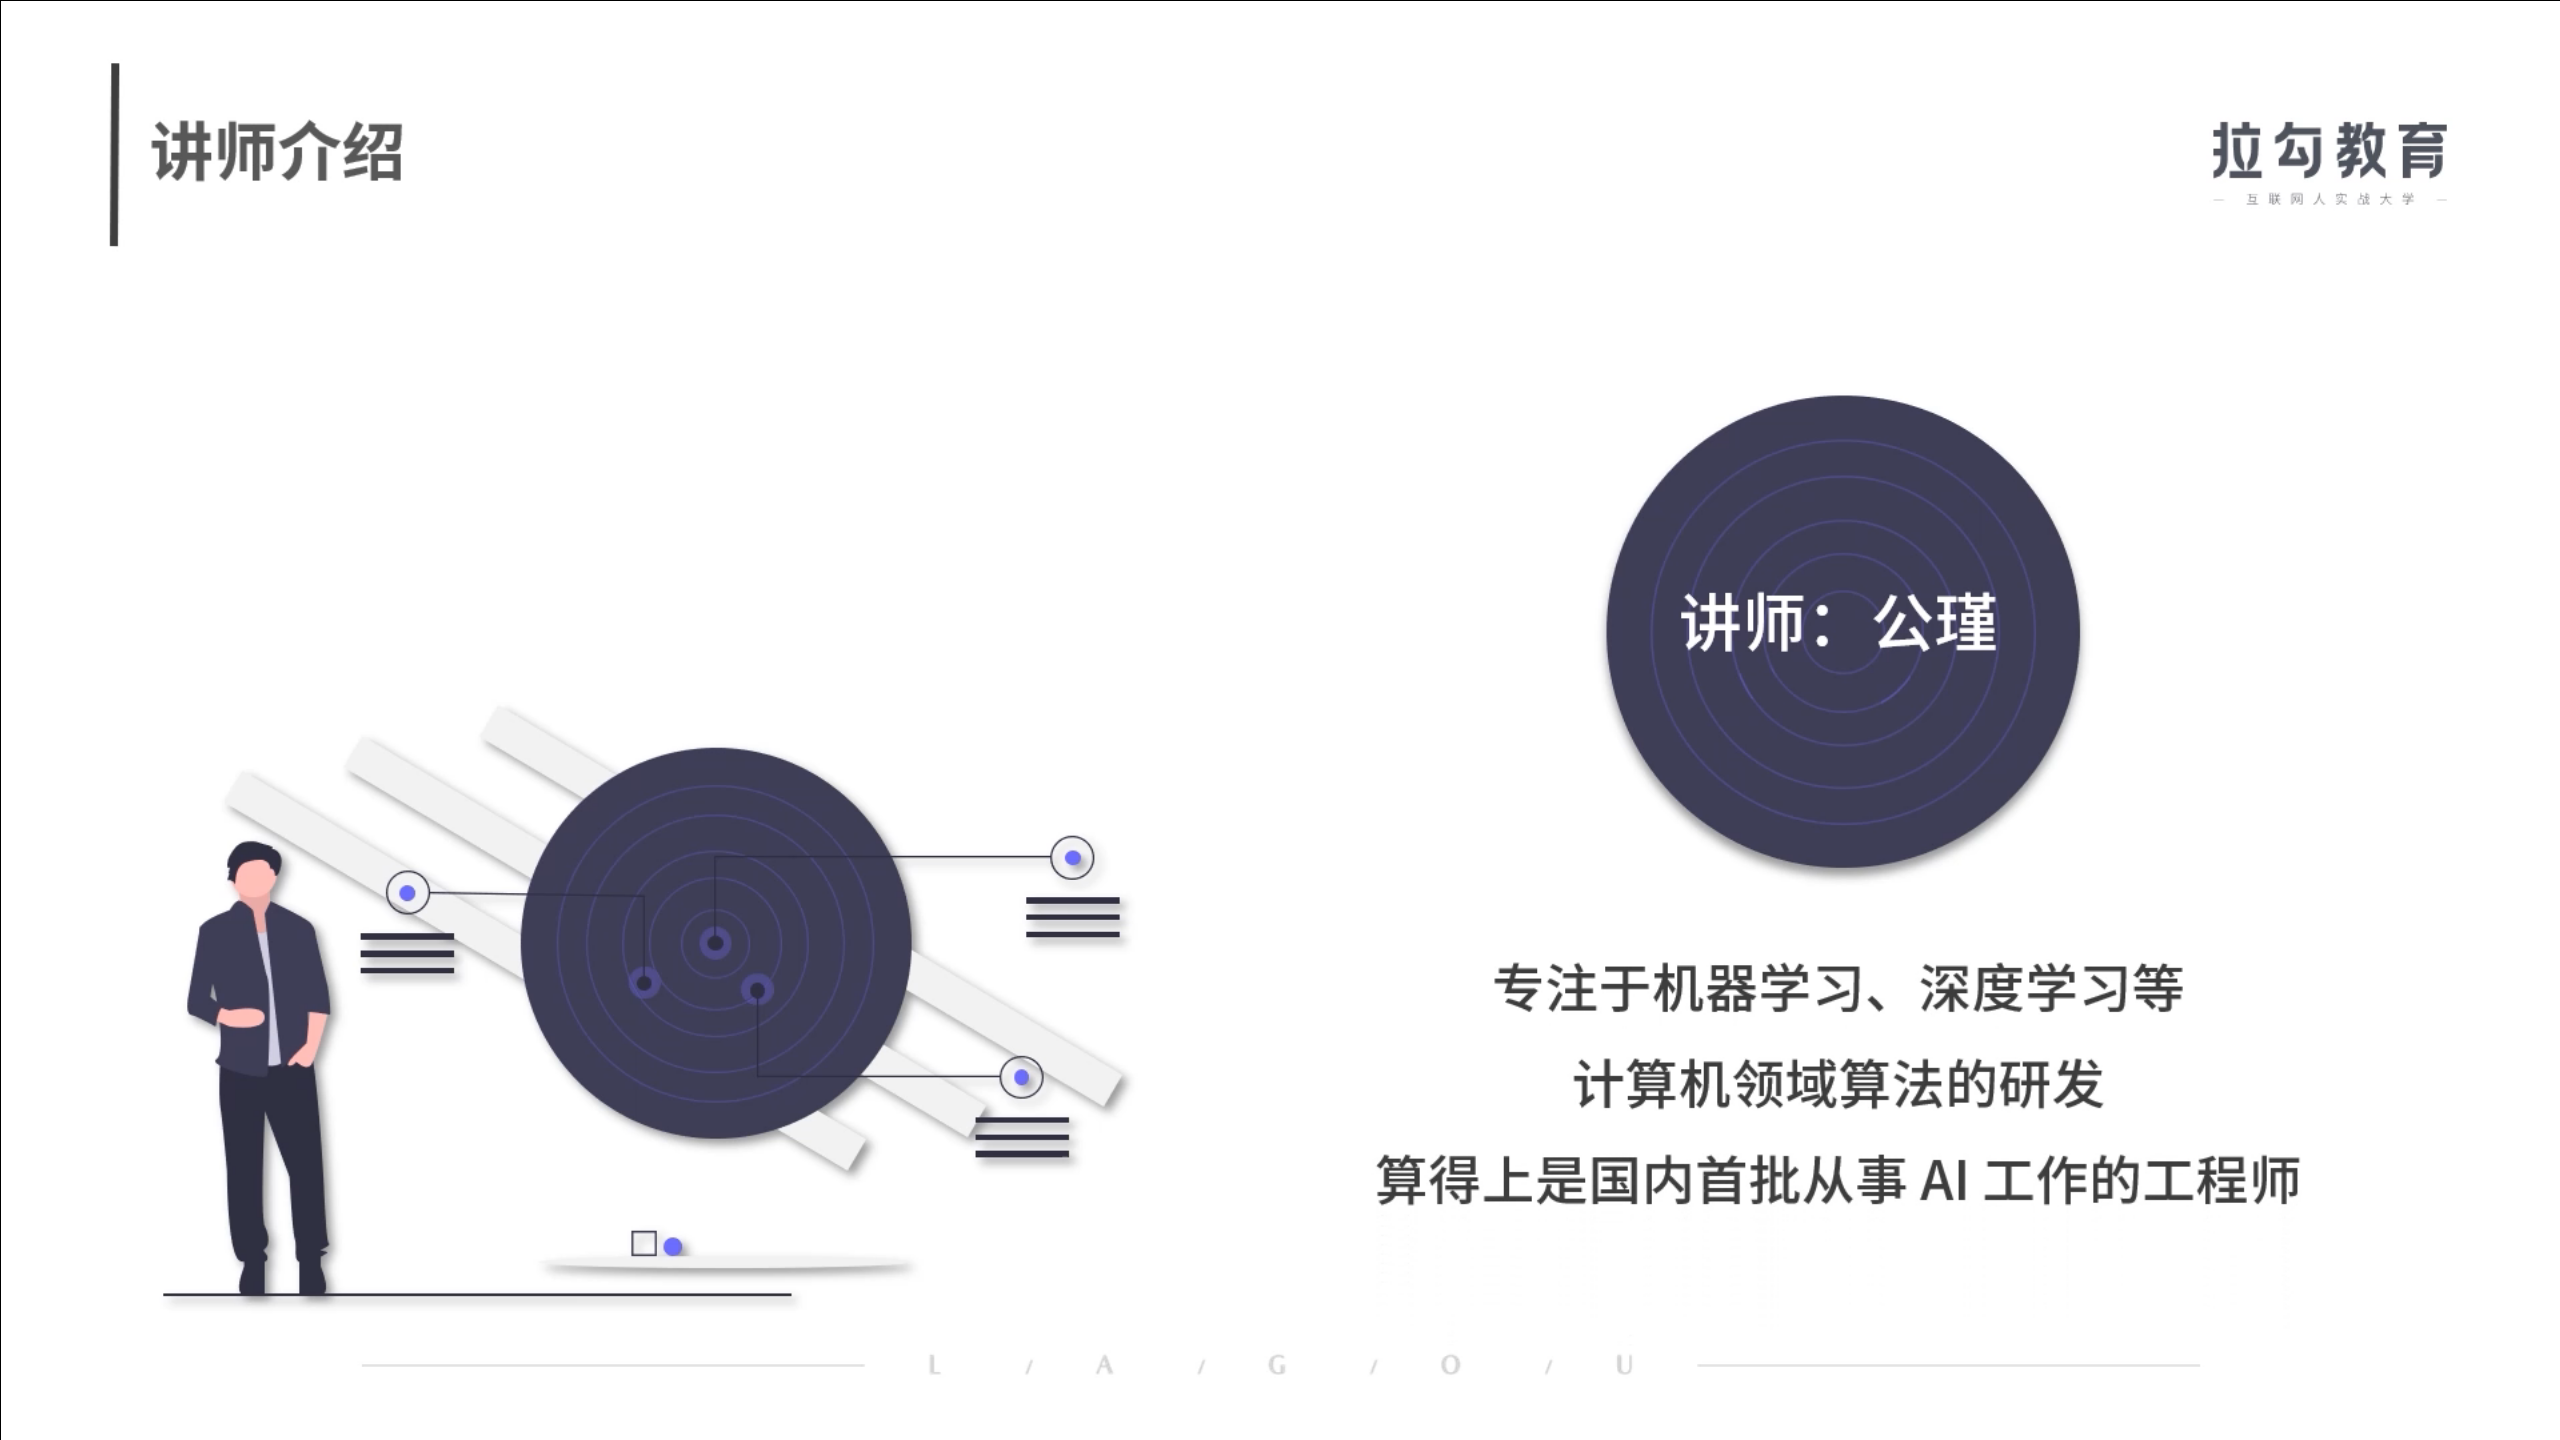 讲师介绍
拉勾教育
— 互联网人实战大学 —
讲师：公瑾
专注于机器学习、深度学习等
计算机领域算法的研发
算得上是国内首批从事 AI 工作的工程师
L / A / G / O / U